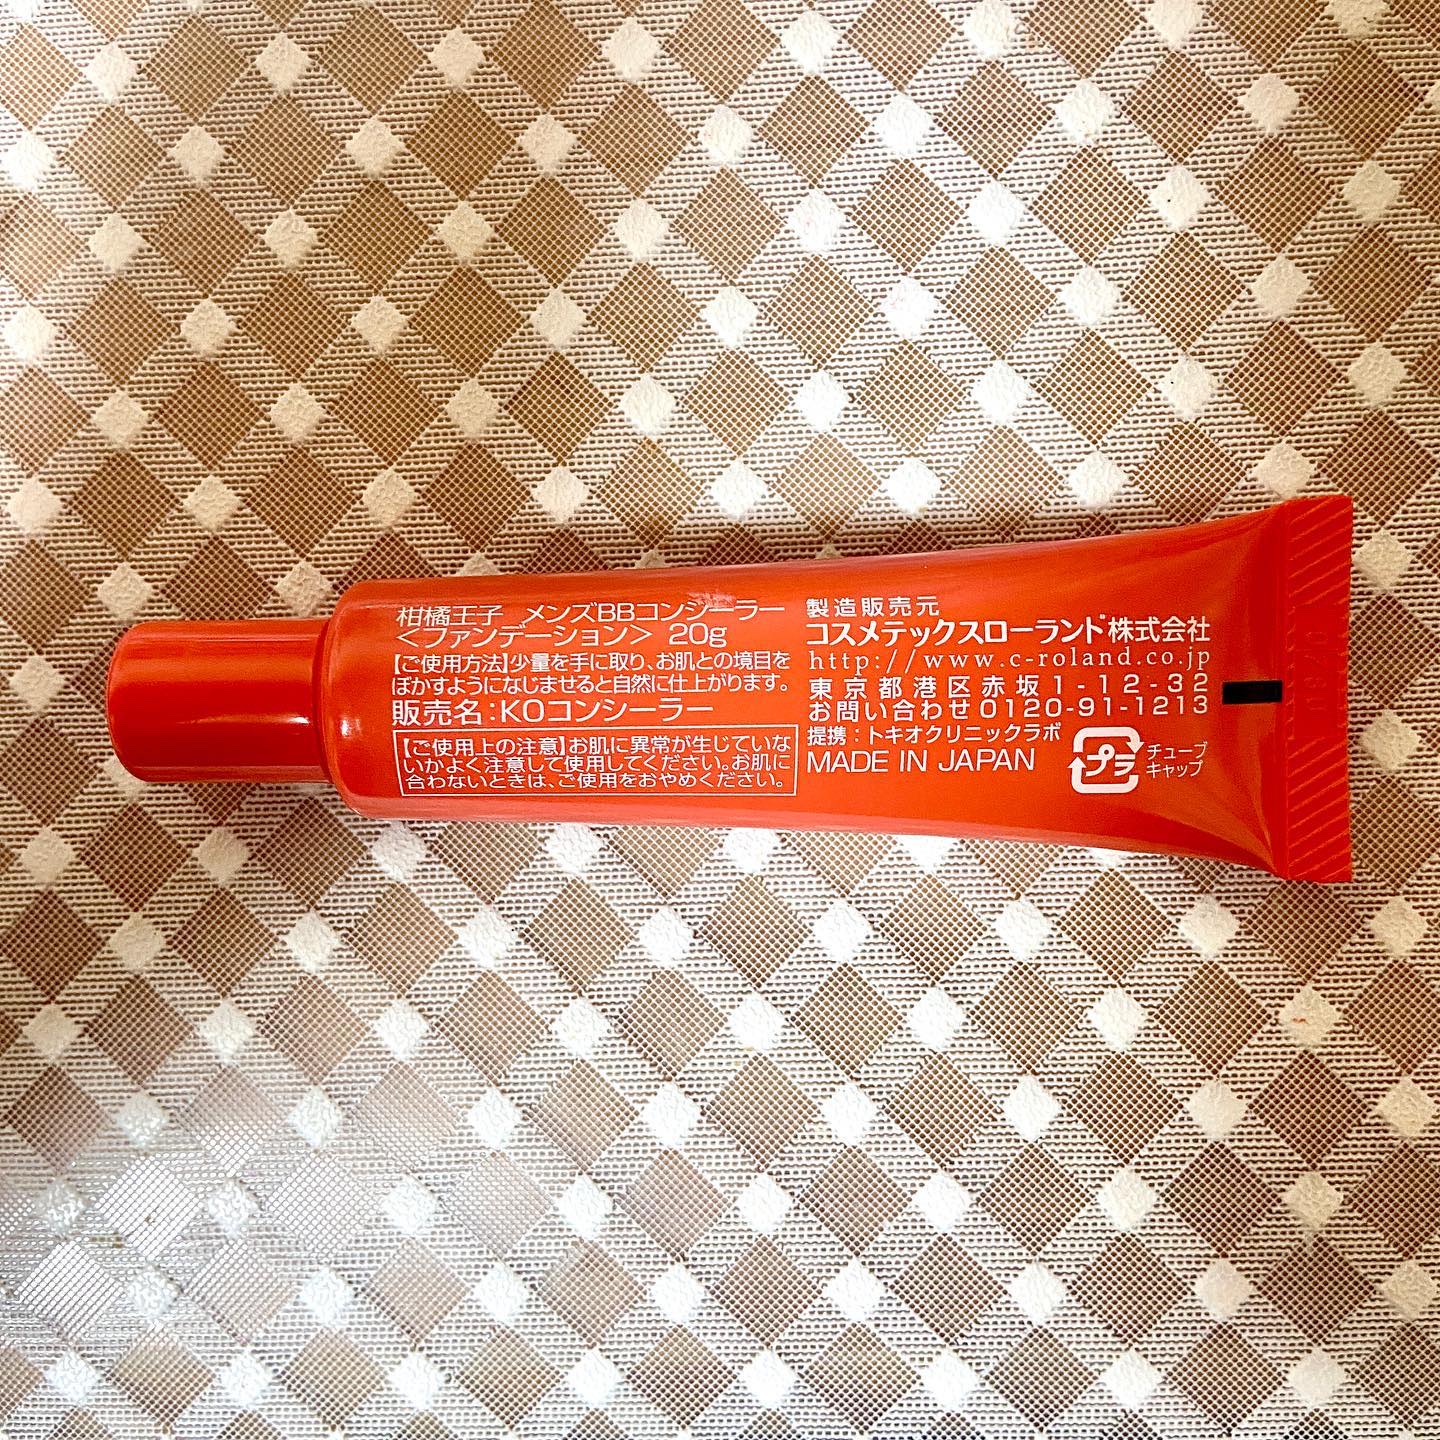 柑橘王子 メンズBBコンシーラー
<ファンデーション> 20g
【ご使用方法】少量を手に取り、お肌との境目を
ぼかすようになじませると自然に仕上がります。
販売名:KOコンシーラー
【ご使用上の注意】お肌に異常が生じていな
いかよく注意して使用してください。お肌に
合わないときは、ご使用をおやめください。
製造販売元
コスメテックスローランド株式会社
http://www.c-roland.co.jp
東京都港区赤坂1-12-32
お問い合わせ0120-91-1213
提携:トキオクリニックラボ
MADE IN JAPAN
プラ
チューブ
キャップ